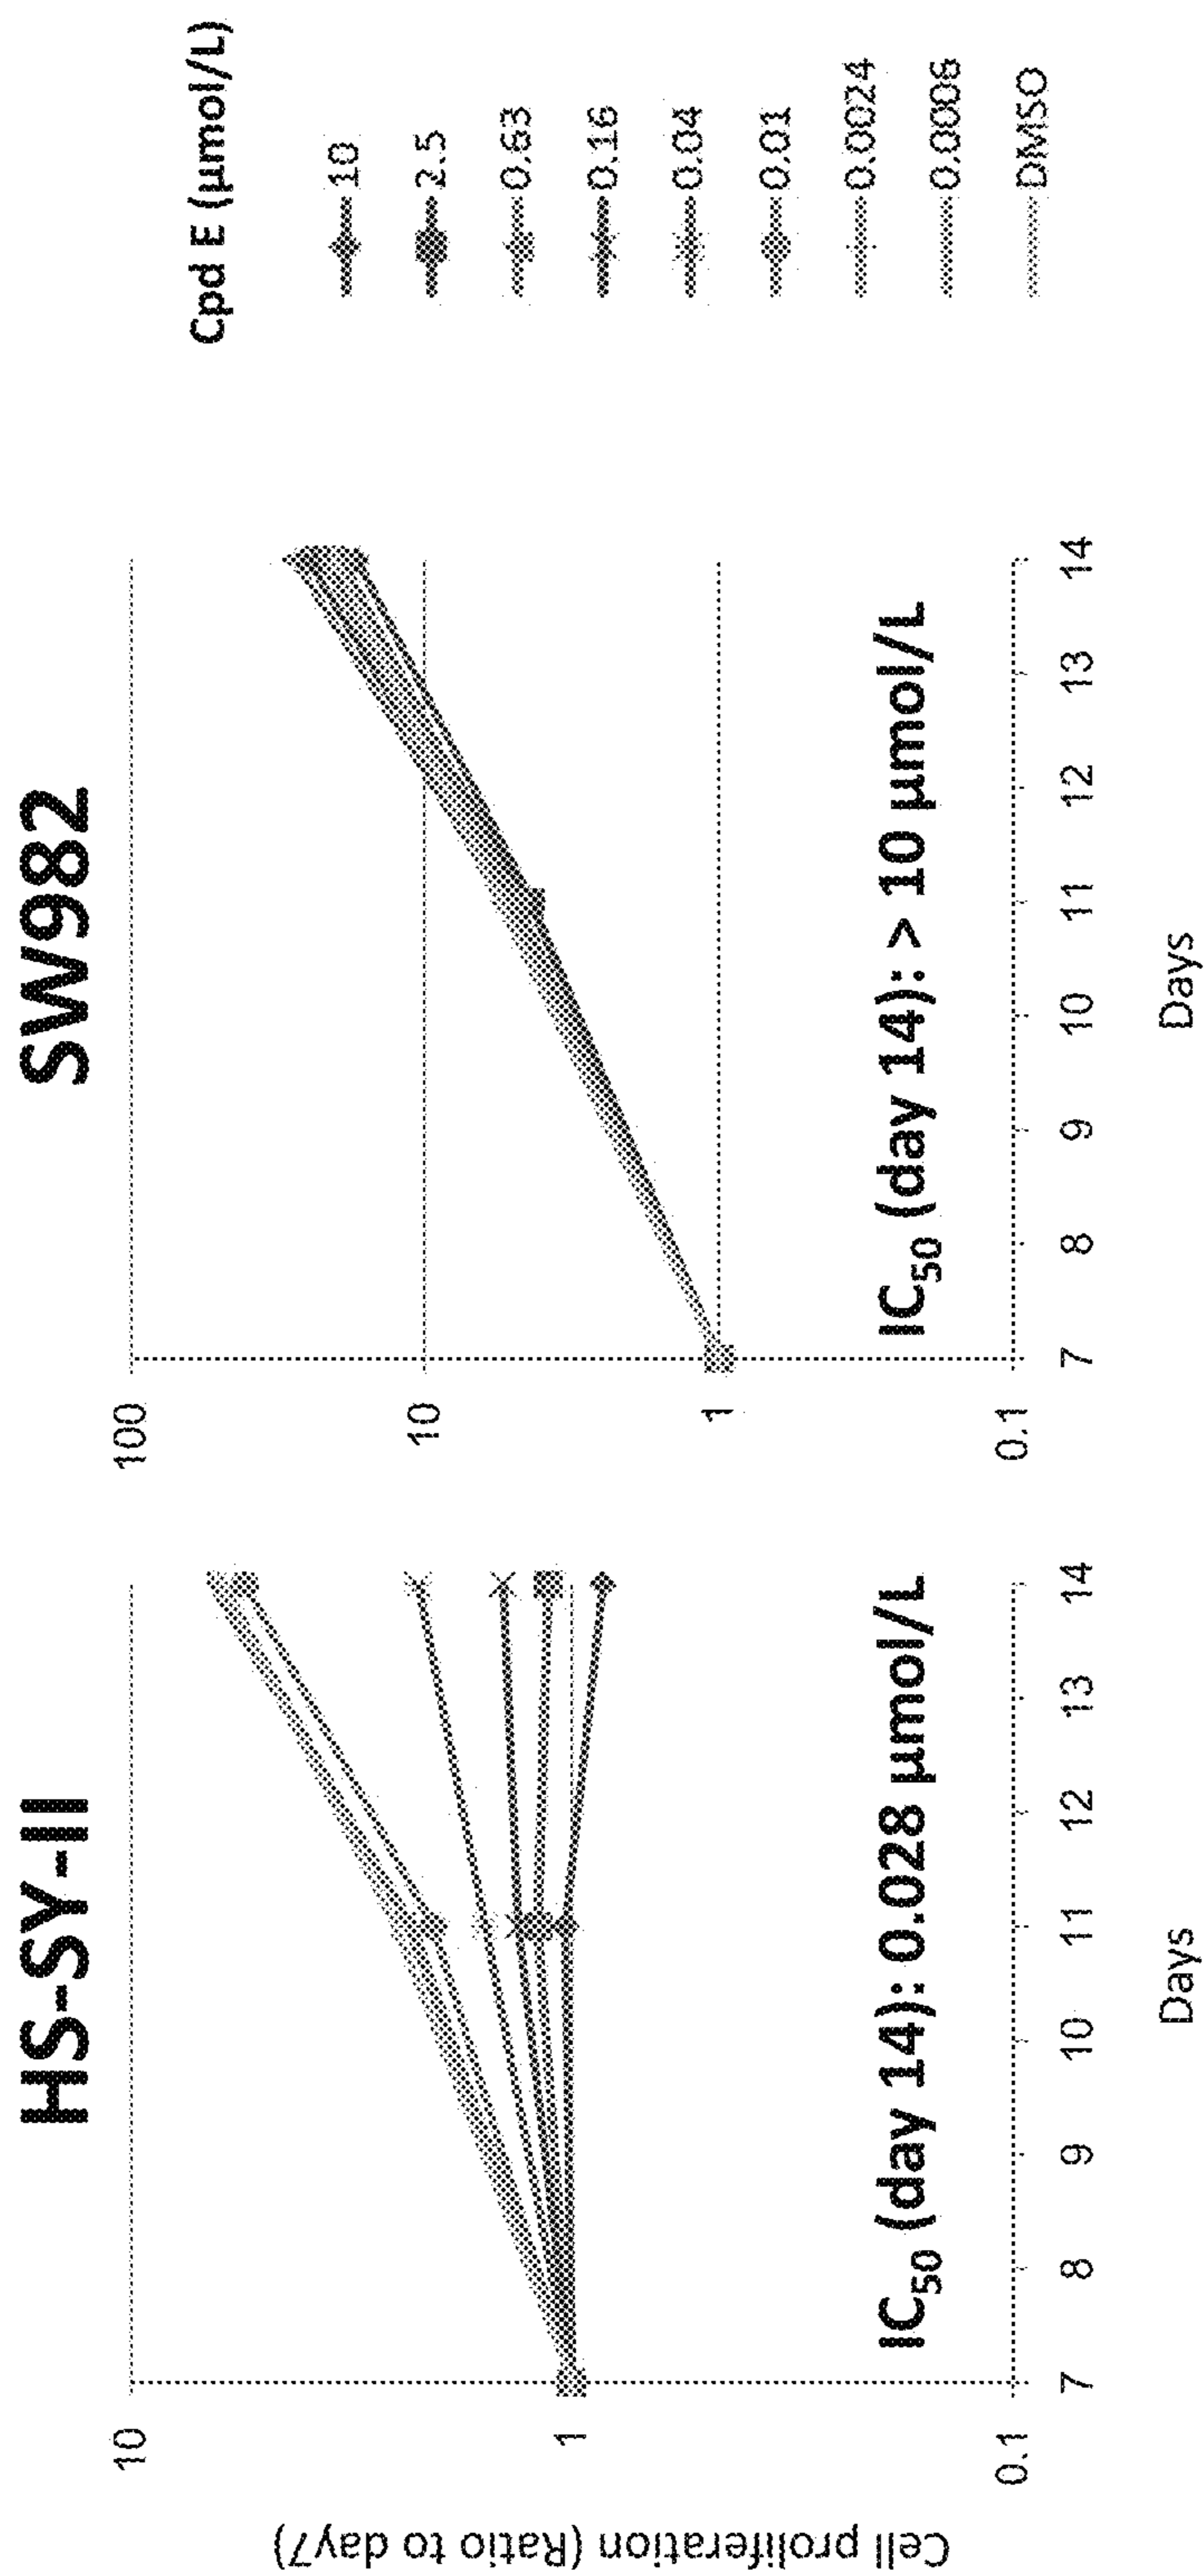 HS-SY-II
Cell proliferation (Ratio to day7)
10
1
0.1
7 8 9 10 11 12 13 14
Days
IC50 (day 14): 0.028 μmol/L
SW982
100
10
1
0.1
7 8 9 10 11 12 13 14
Days
IC50 (day 14): > 10 μmol/L
Cpd E (μmol/L)
10
2.5
0.63
0.16
0.04
0.01
0.0024
0.0006
DMSO